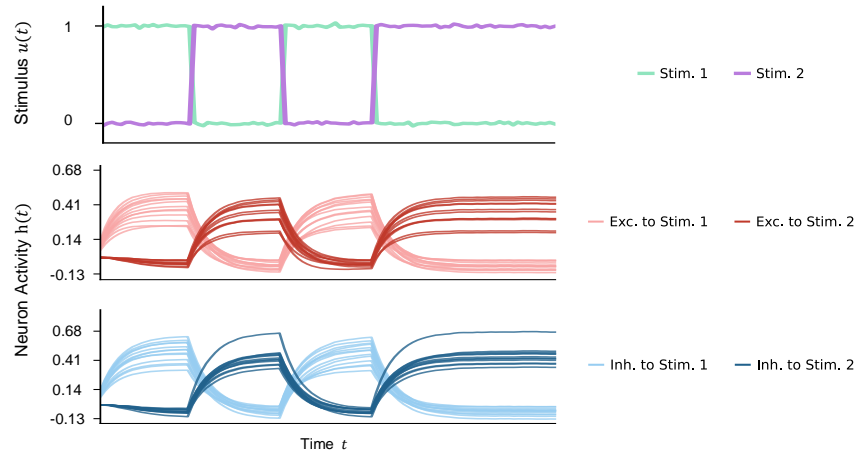 Stimulus u(t)
1
0
Stim. 1
Stim. 2
Neuron Activity h(t)
0.68
0.41
0.14
-0.13
Exc. to Stim. 1
Exc. to Stim. 2
0.68
0.41
0.14
-0.13
Inh. to Stim. 1
Inh. to Stim. 2
Time t